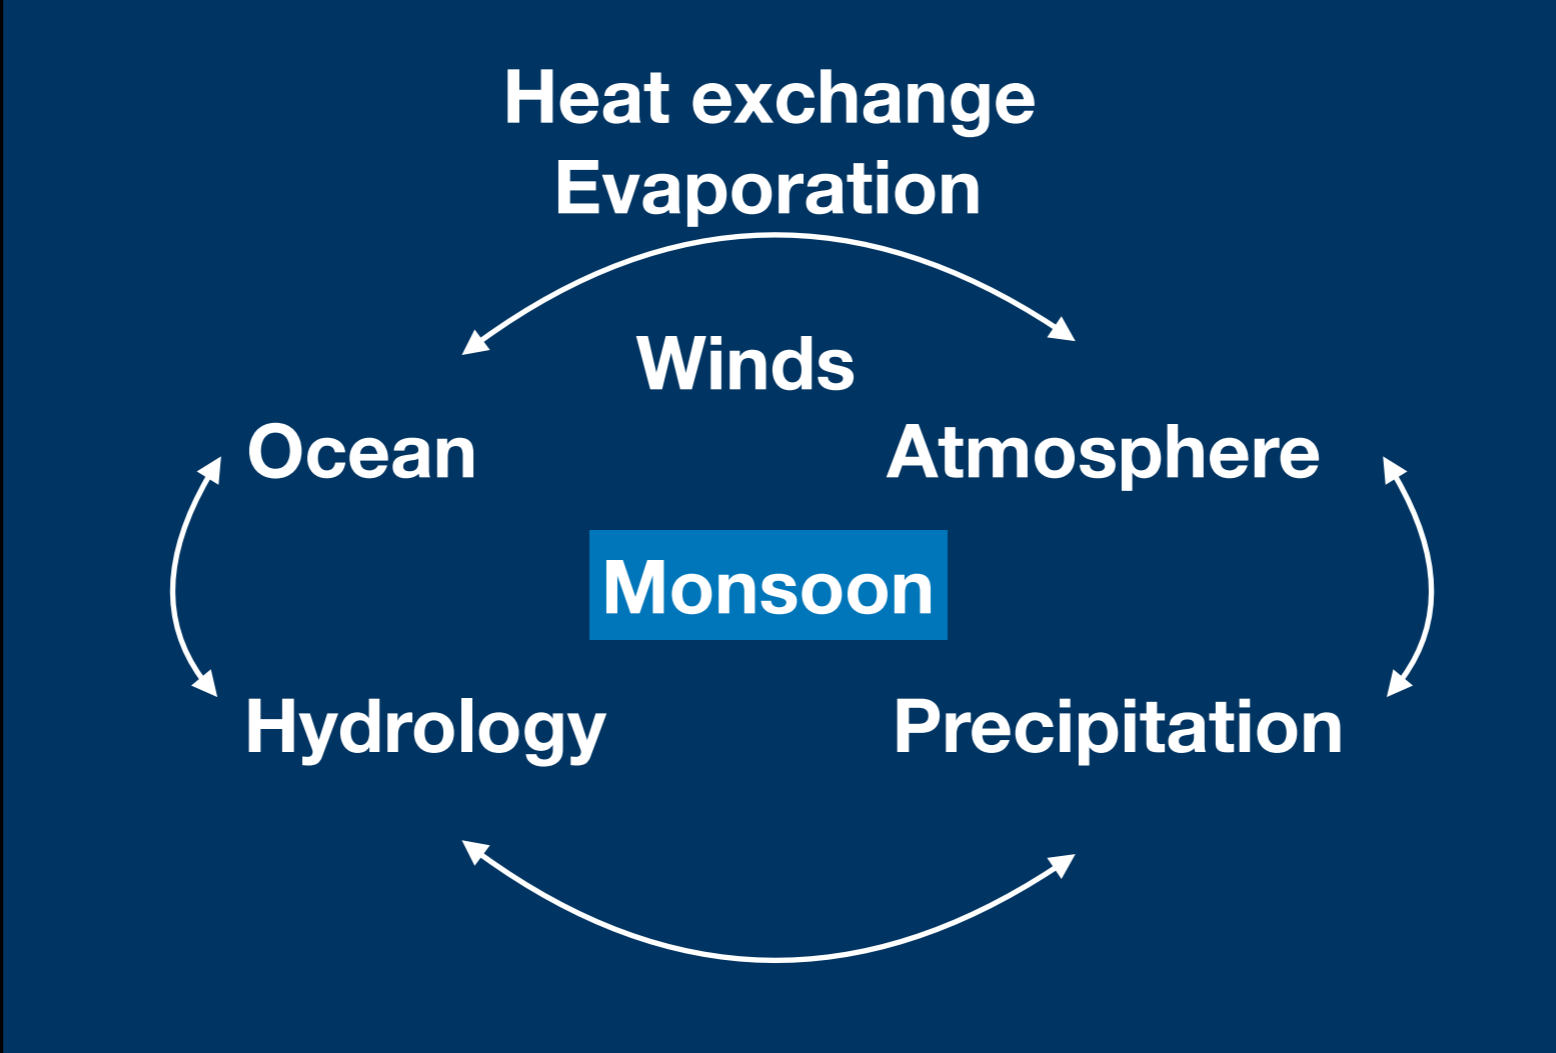 Heat exchange
Evaporation
Winds
Ocean
Atmosphere
Monsoon
Hydrology
Precipitation